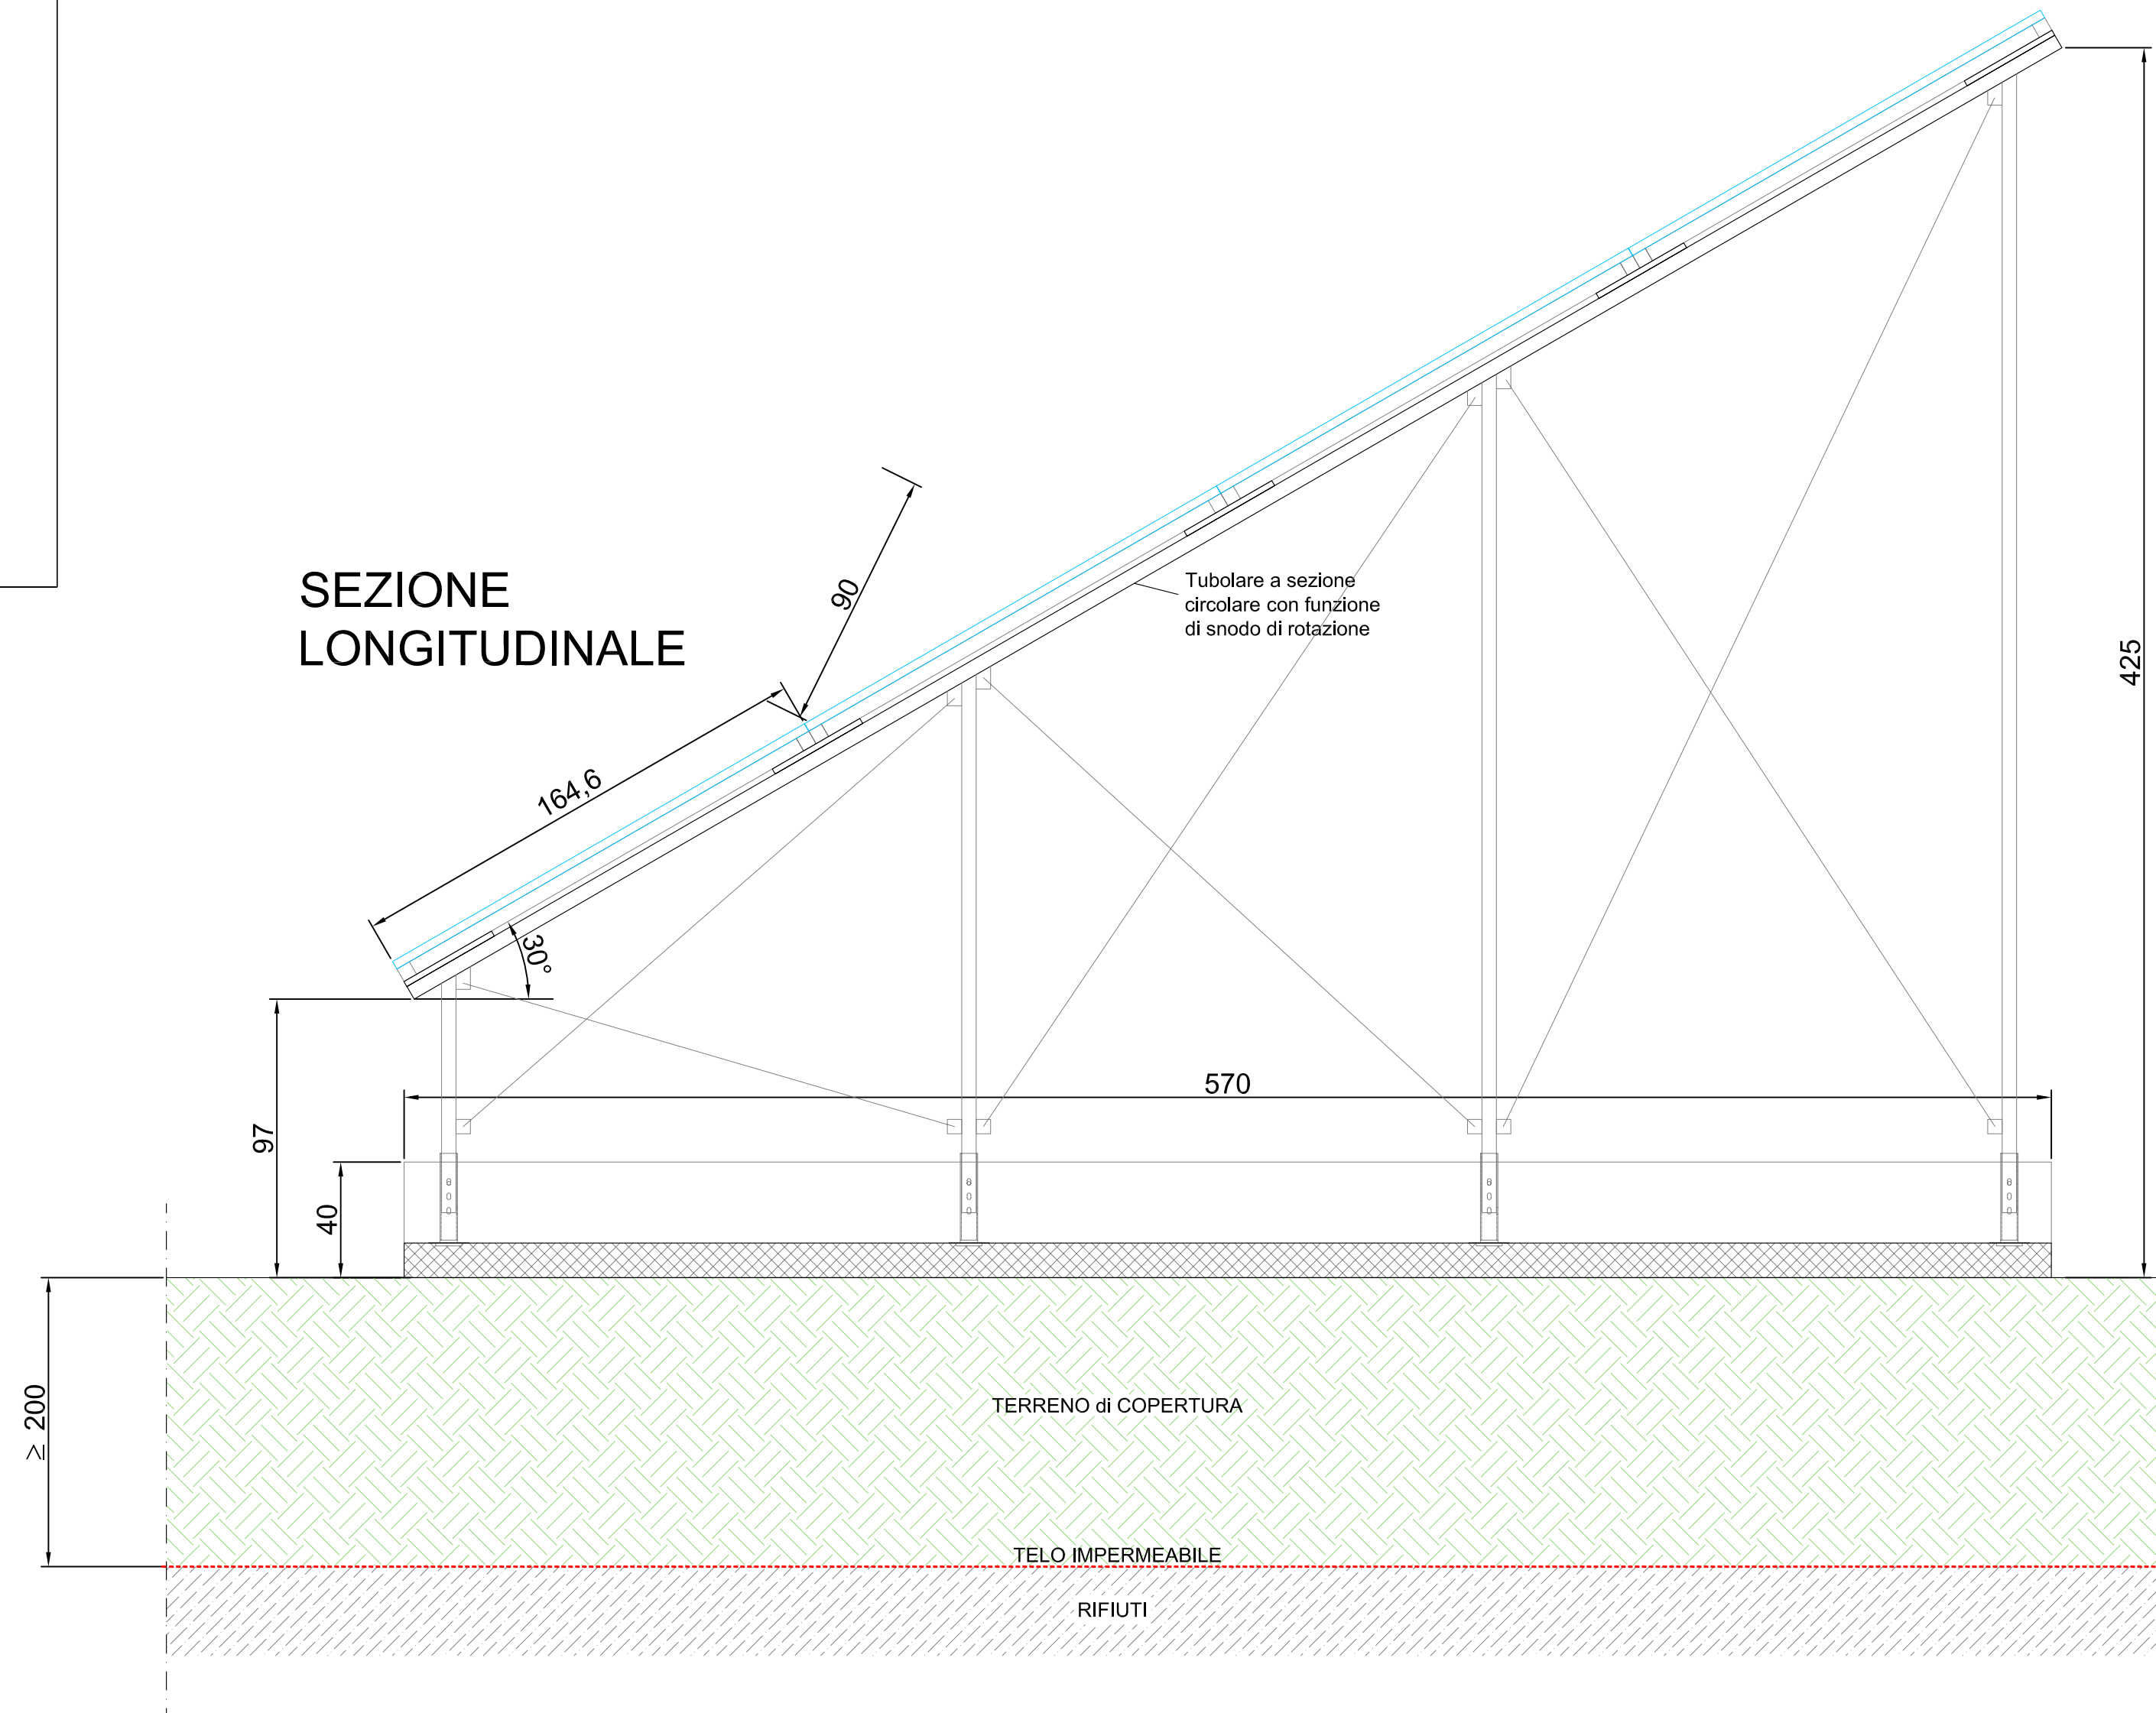 90
SEZIONE
LONGITUDINALE
Tubolare a sezione
circolare con funzione
di snodo di rotazione
425
164,6
30°
570
97
40
≥ 200
TERRENO di COPERTURA
TELO IMPERMEABILE
RIFIUTI